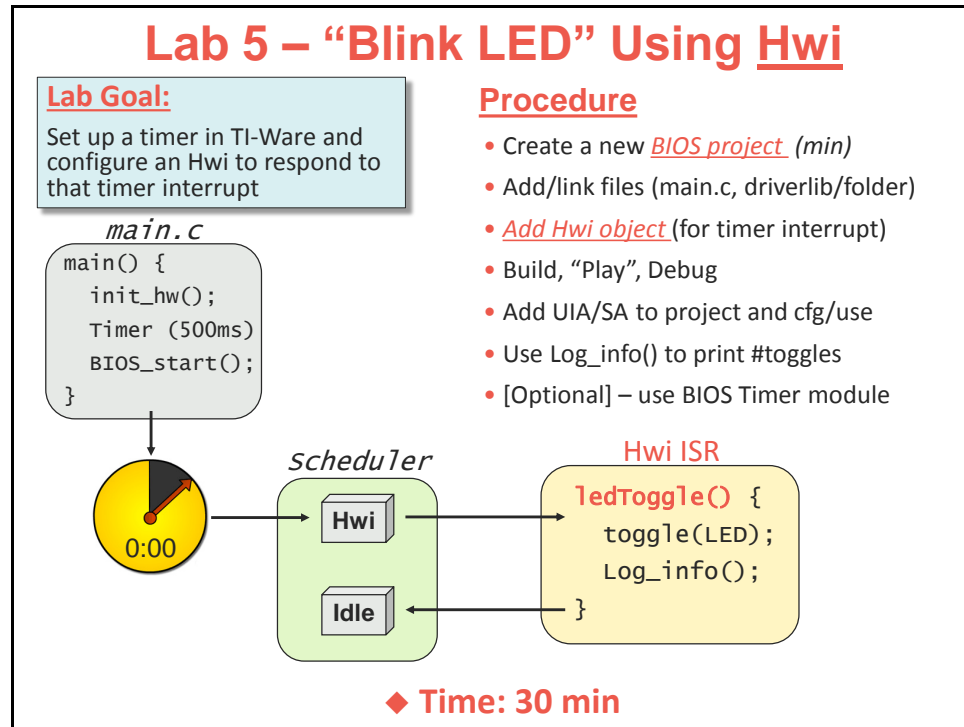 Lab 5 – “Blink LED” Using Hwi
Lab Goal:
Set up a timer in TI-Ware and
configure an Hwi to respond to
that timer interrupt
Procedure
• Create a new BIOS project (min)
• Add/link files (main.c, driverlib/folder)
• Add Hwi object (for timer interrupt)
• Build, “Play”, Debug
• Add UIA/SA to project and cfg/use
• Use Log_info() to print #toggles
• [Optional] – use BIOS Timer module
main.c
main() {
init_hw();
Timer (500ms)
BIOS_start();
}
0:00
Scheduler
Hwi
Idle
Hwi ISR
ledToggle() {
toggle(LED);
Log_info();
}
◆ Time: 30 min